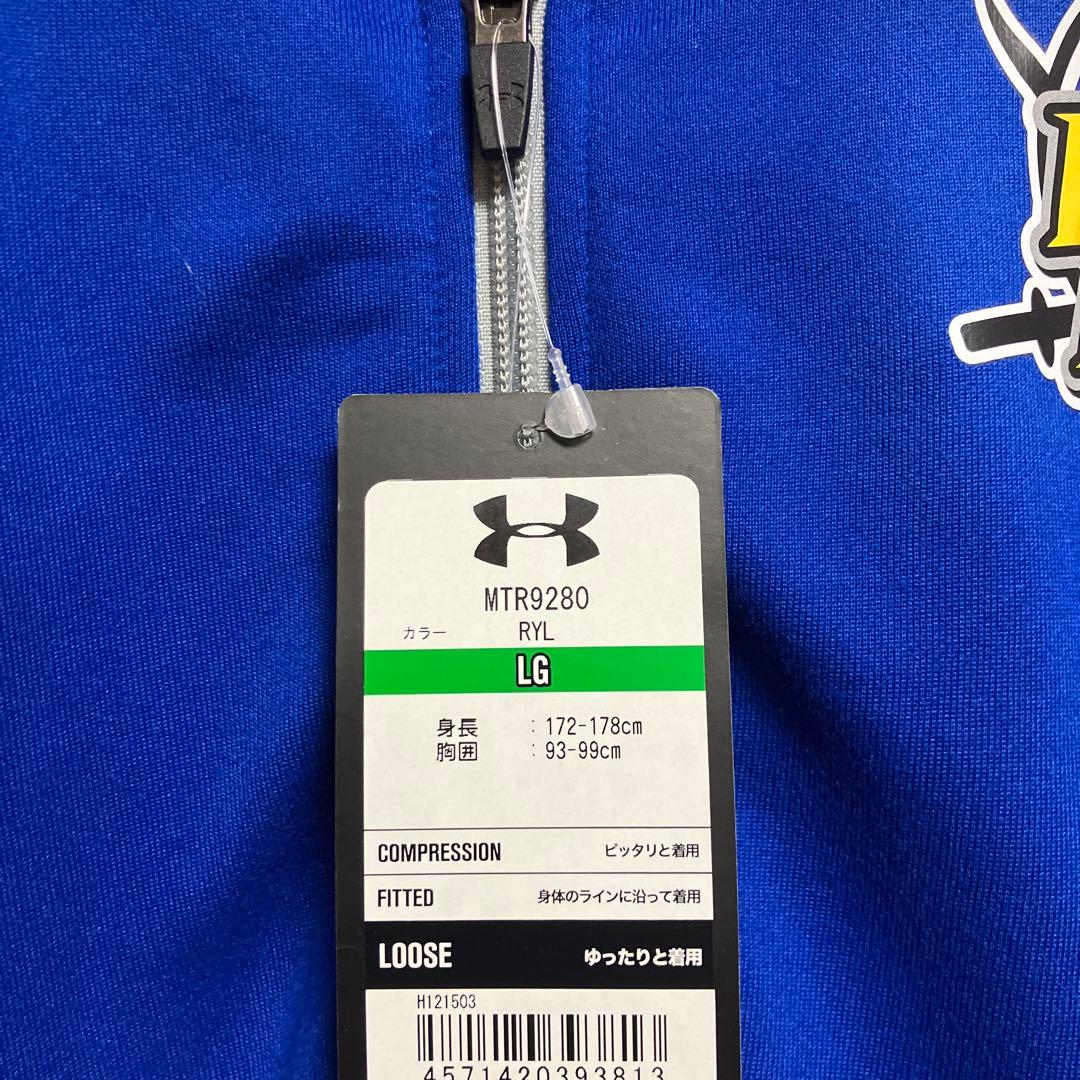 MTR9280
カラー RYL
LG
身長 : 172-178cm
胸囲 : 93-99cm
COMPRESSION ピッタリと着用
FITTED 身体のラインに沿って着用
LOOSE ゆったりと着用
H121503
4571420393813